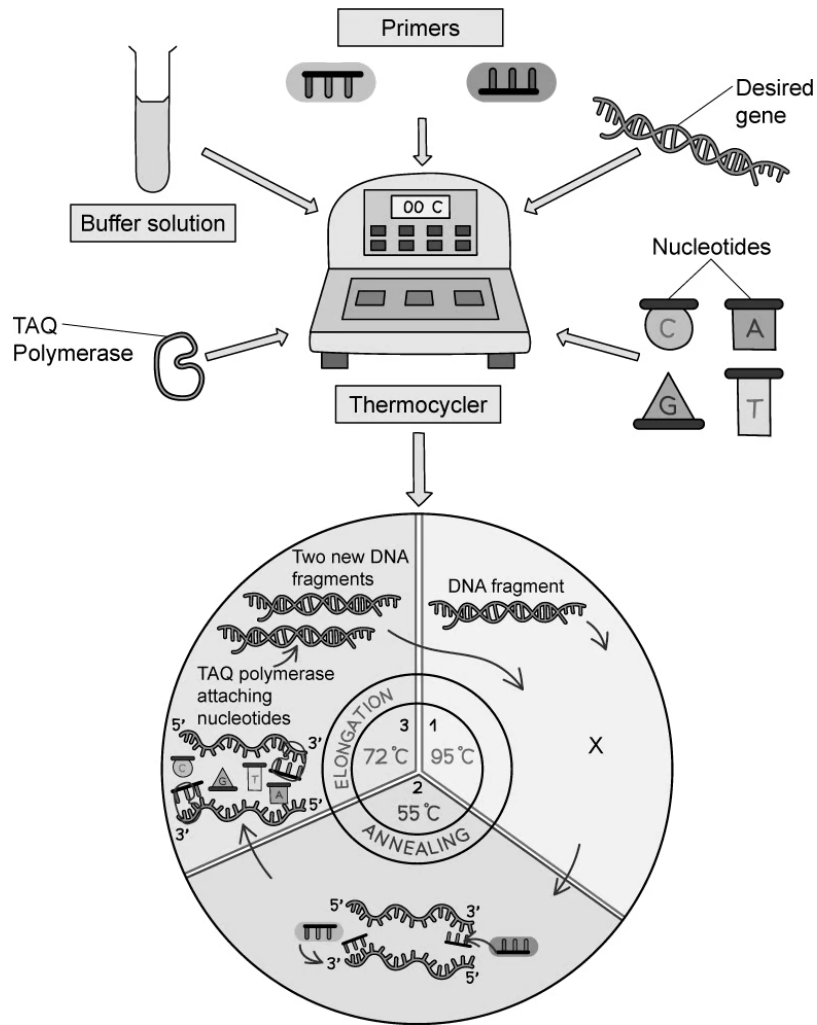 Primers
Desired
gene
Buffer solution
00 C
Nucleotides
C
A
TAQ
Polymerase
G
T
Thermocycler
Two new DNA
fragments
DNA fragment
TAQ polymerase
attaching
nucleotides
ELONGATION
3
1
72°C
95°C
X
5’
3’
C
G
T
A
3’
5’
2
55°C
ANNEALING
5’
3’
3’
5’